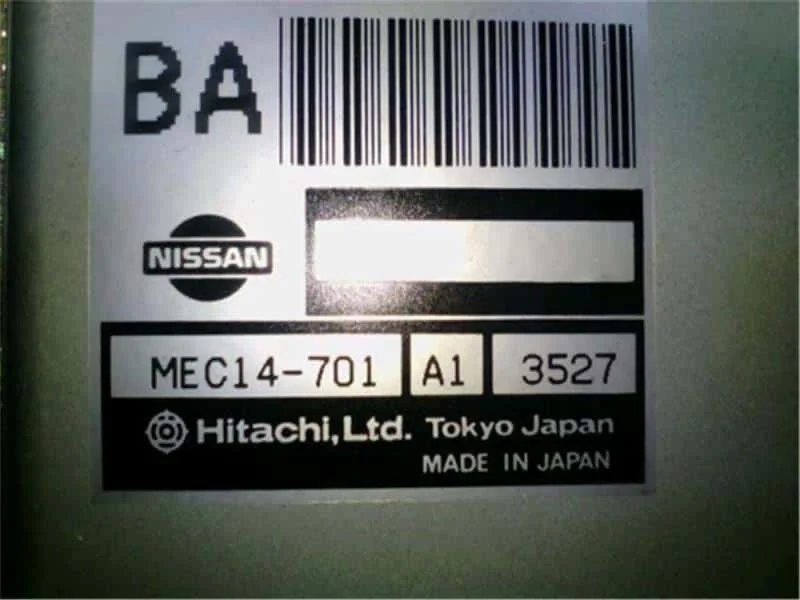 BA
NISSAN
MEC14-701 A1 3527
Hitachi, Ltd. Tokyo Japan
MADE IN JAPAN